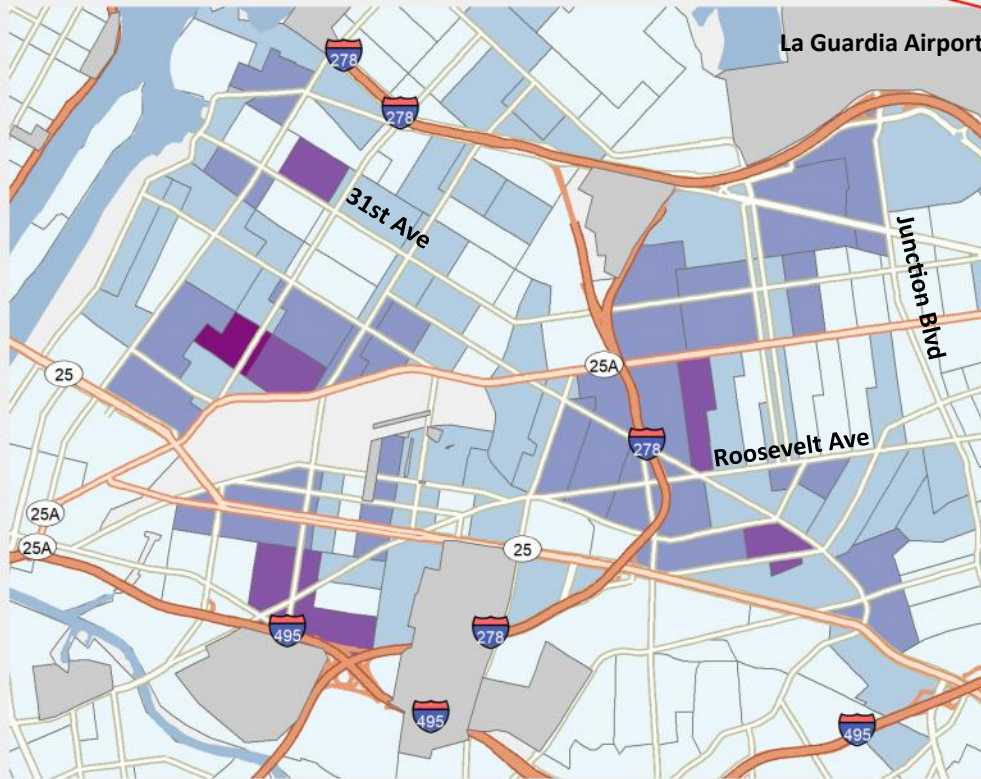 La Guardia Airport
278
278
31st Ave
Junction Blvd
25A
25
278
Roosevelt Ave
25A
25A
25
495
278
495
495